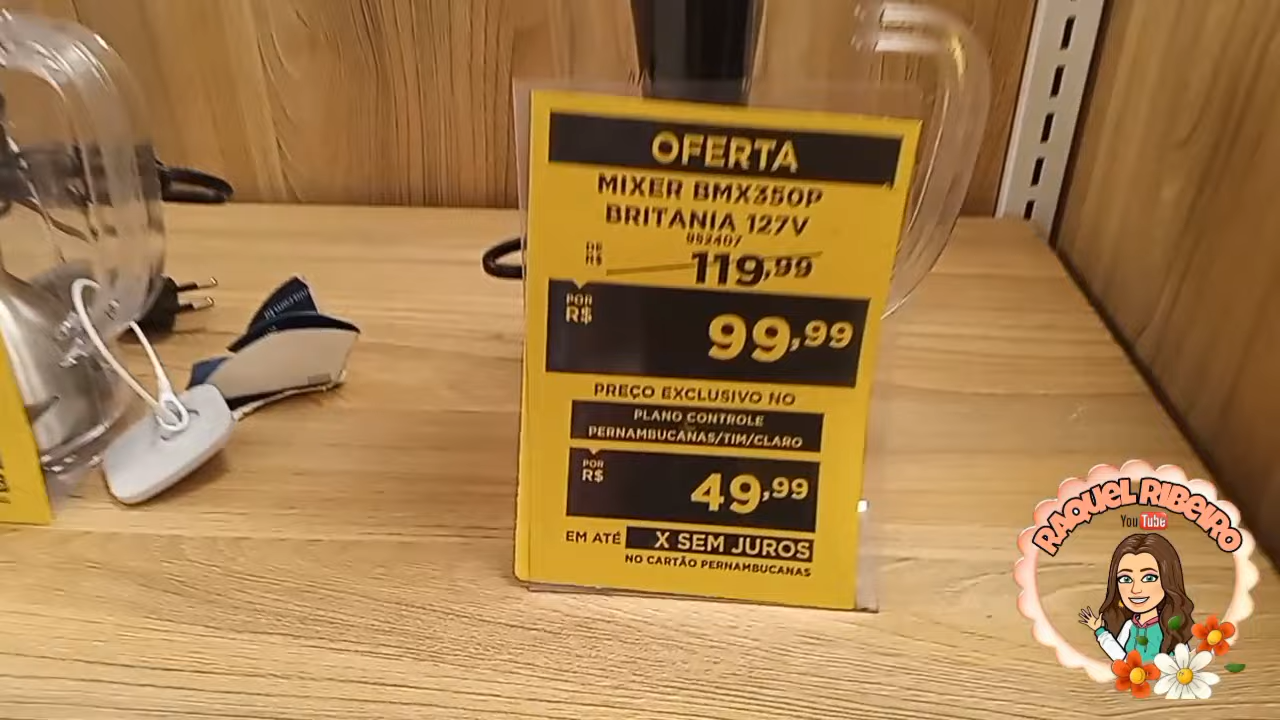 OFERTA
MIXER BMX350P
BRITANIA 127V
992407
DE
R$
119,99
POR
R$
99,99
PREÇO EXCLUSIVO NO
PLANO CONTROLE
PERNAMBUCANAS/TIM/CLARO
POR
R$
49,99
EM ATÉ X SEM JUROS
NO CARTÃO PERNAMBUCANAS
RAQUEL RIBEIRO
YouTube